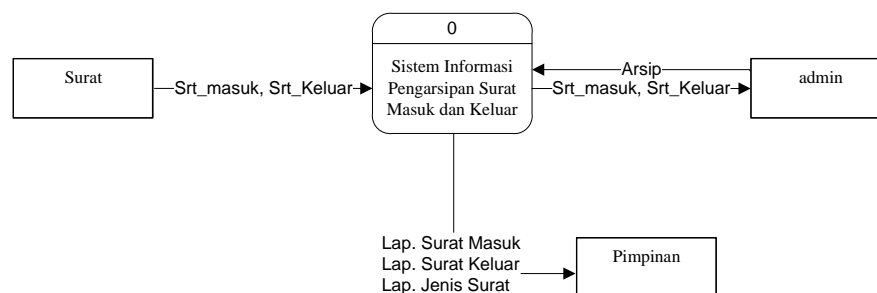 0
Surat
Srt_masuk, Srt_Keluar
Sistem Informasi
Pengarsipan Surat
Masuk dan Keluar
Arsip
Srt_masuk, Srt_Keluar
admin
Lap. Surat Masuk
Lap. Surat Keluar
Lap. Jenis Surat
Pimpinan